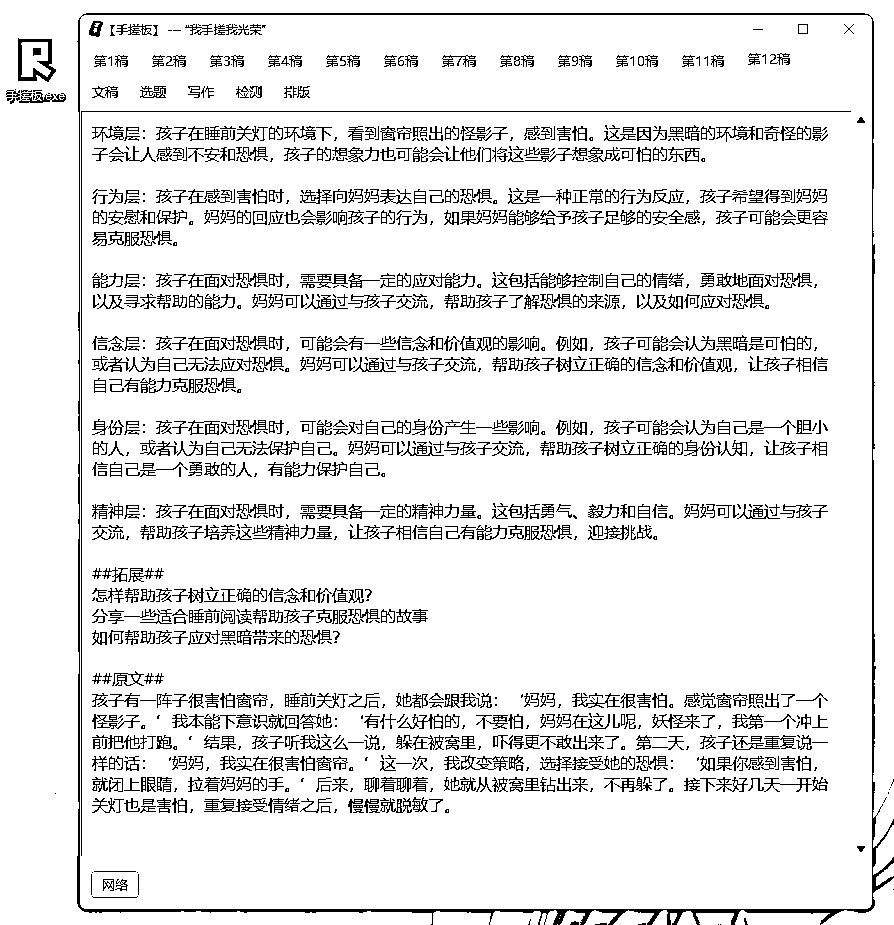 【手搓板】 --- “我手搓我光荣”
第1稿 第2稿 第3稿 第4稿 第5稿 第6稿 第7稿 第8稿 第9稿 第10稿 第11稿 第12稿
手搓板.exe
文稿 选题 写作 检测 排版
环境层：孩子在睡前关灯的环境下，看到窗帘照出的怪影子，感到害怕。这是因为黑暗的环境和奇怪的影
子会让人感到不安和恐惧，孩子的想象力也可能会让他们将这些影子想象成可怕的东西。
行为层：孩子在感到害怕时，选择向妈妈表达自己的恐惧。这是一种正常的行为反应，孩子希望得到妈妈
的安慰和保护。妈妈的回应也会影响孩子的行为，如果妈妈能够给予孩子足够的安全感，孩子可能会更容
易克服恐惧。
能力层：孩子在面对恐惧时，需要具备一定的应对能力。这包括能够控制自己的情绪，勇敢地面对恐惧，
以及寻求帮助的能力。妈妈可以通过与孩子交流，帮助孩子了解恐惧的来源，以及如何应对恐惧。
信念层：孩子在面对恐惧时，可能会有一些信念和价值观的影响。例如，孩子可能会认为黑暗是可怕的，
或者认为自己无法应对恐惧。妈妈可以通过与孩子交流，帮助孩子树立正确的信念和价值观，让孩子相信
自己有能力克服恐惧。
身份层：孩子在面对恐惧时，可能会对自己的身份产生一些影响。例如，孩子可能会认为自己是一个胆小
的人，或者认为自己无法保护自己。妈妈可以通过与孩子交流，帮助孩子树立正确的身份认知，让孩子相
信自己是一个勇敢的人，有能力保护自己。
精神层：孩子在面对恐惧时，需要具备一定的精神力量。这包括勇气、毅力和自信。妈妈可以通过与孩子
交流，帮助孩子培养这些精神力量，让孩子相信自己有能力克服恐惧，迎接挑战。
##拓展##
怎样帮助孩子树立正确的信念和价值观？
分享一些适合睡前阅读帮助孩子克服恐惧的故事
如何帮助孩子应对黑暗带来的恐惧？
##原文##
孩子有一阵子很害怕窗帘，睡前关灯之后，她都会跟我说：‘妈妈，我实在很害怕。感觉窗帘照出了一个
怪影子。’我本能下意识就回答她：‘有什么好怕的，不要怕，妈妈在这儿呢，妖怪来了，我第一个冲上
前把他打跑。’结果，孩子听我这么一说，躲在被窝里，吓得更不敢出来了。第二天，孩子还是重复说一
样的话：‘妈妈，我实在很害怕窗帘。’这一次，我改变策略，选择接受她的恐惧：‘如果你感到害怕，
就闭上眼睛，拉着妈妈的手。’后来，聊着聊着，她就从被窝里钻出来，不再躲了。接下来好几天一开始
关灯也是害怕，重复接受情绪之后，慢慢就脱敏了。
网络